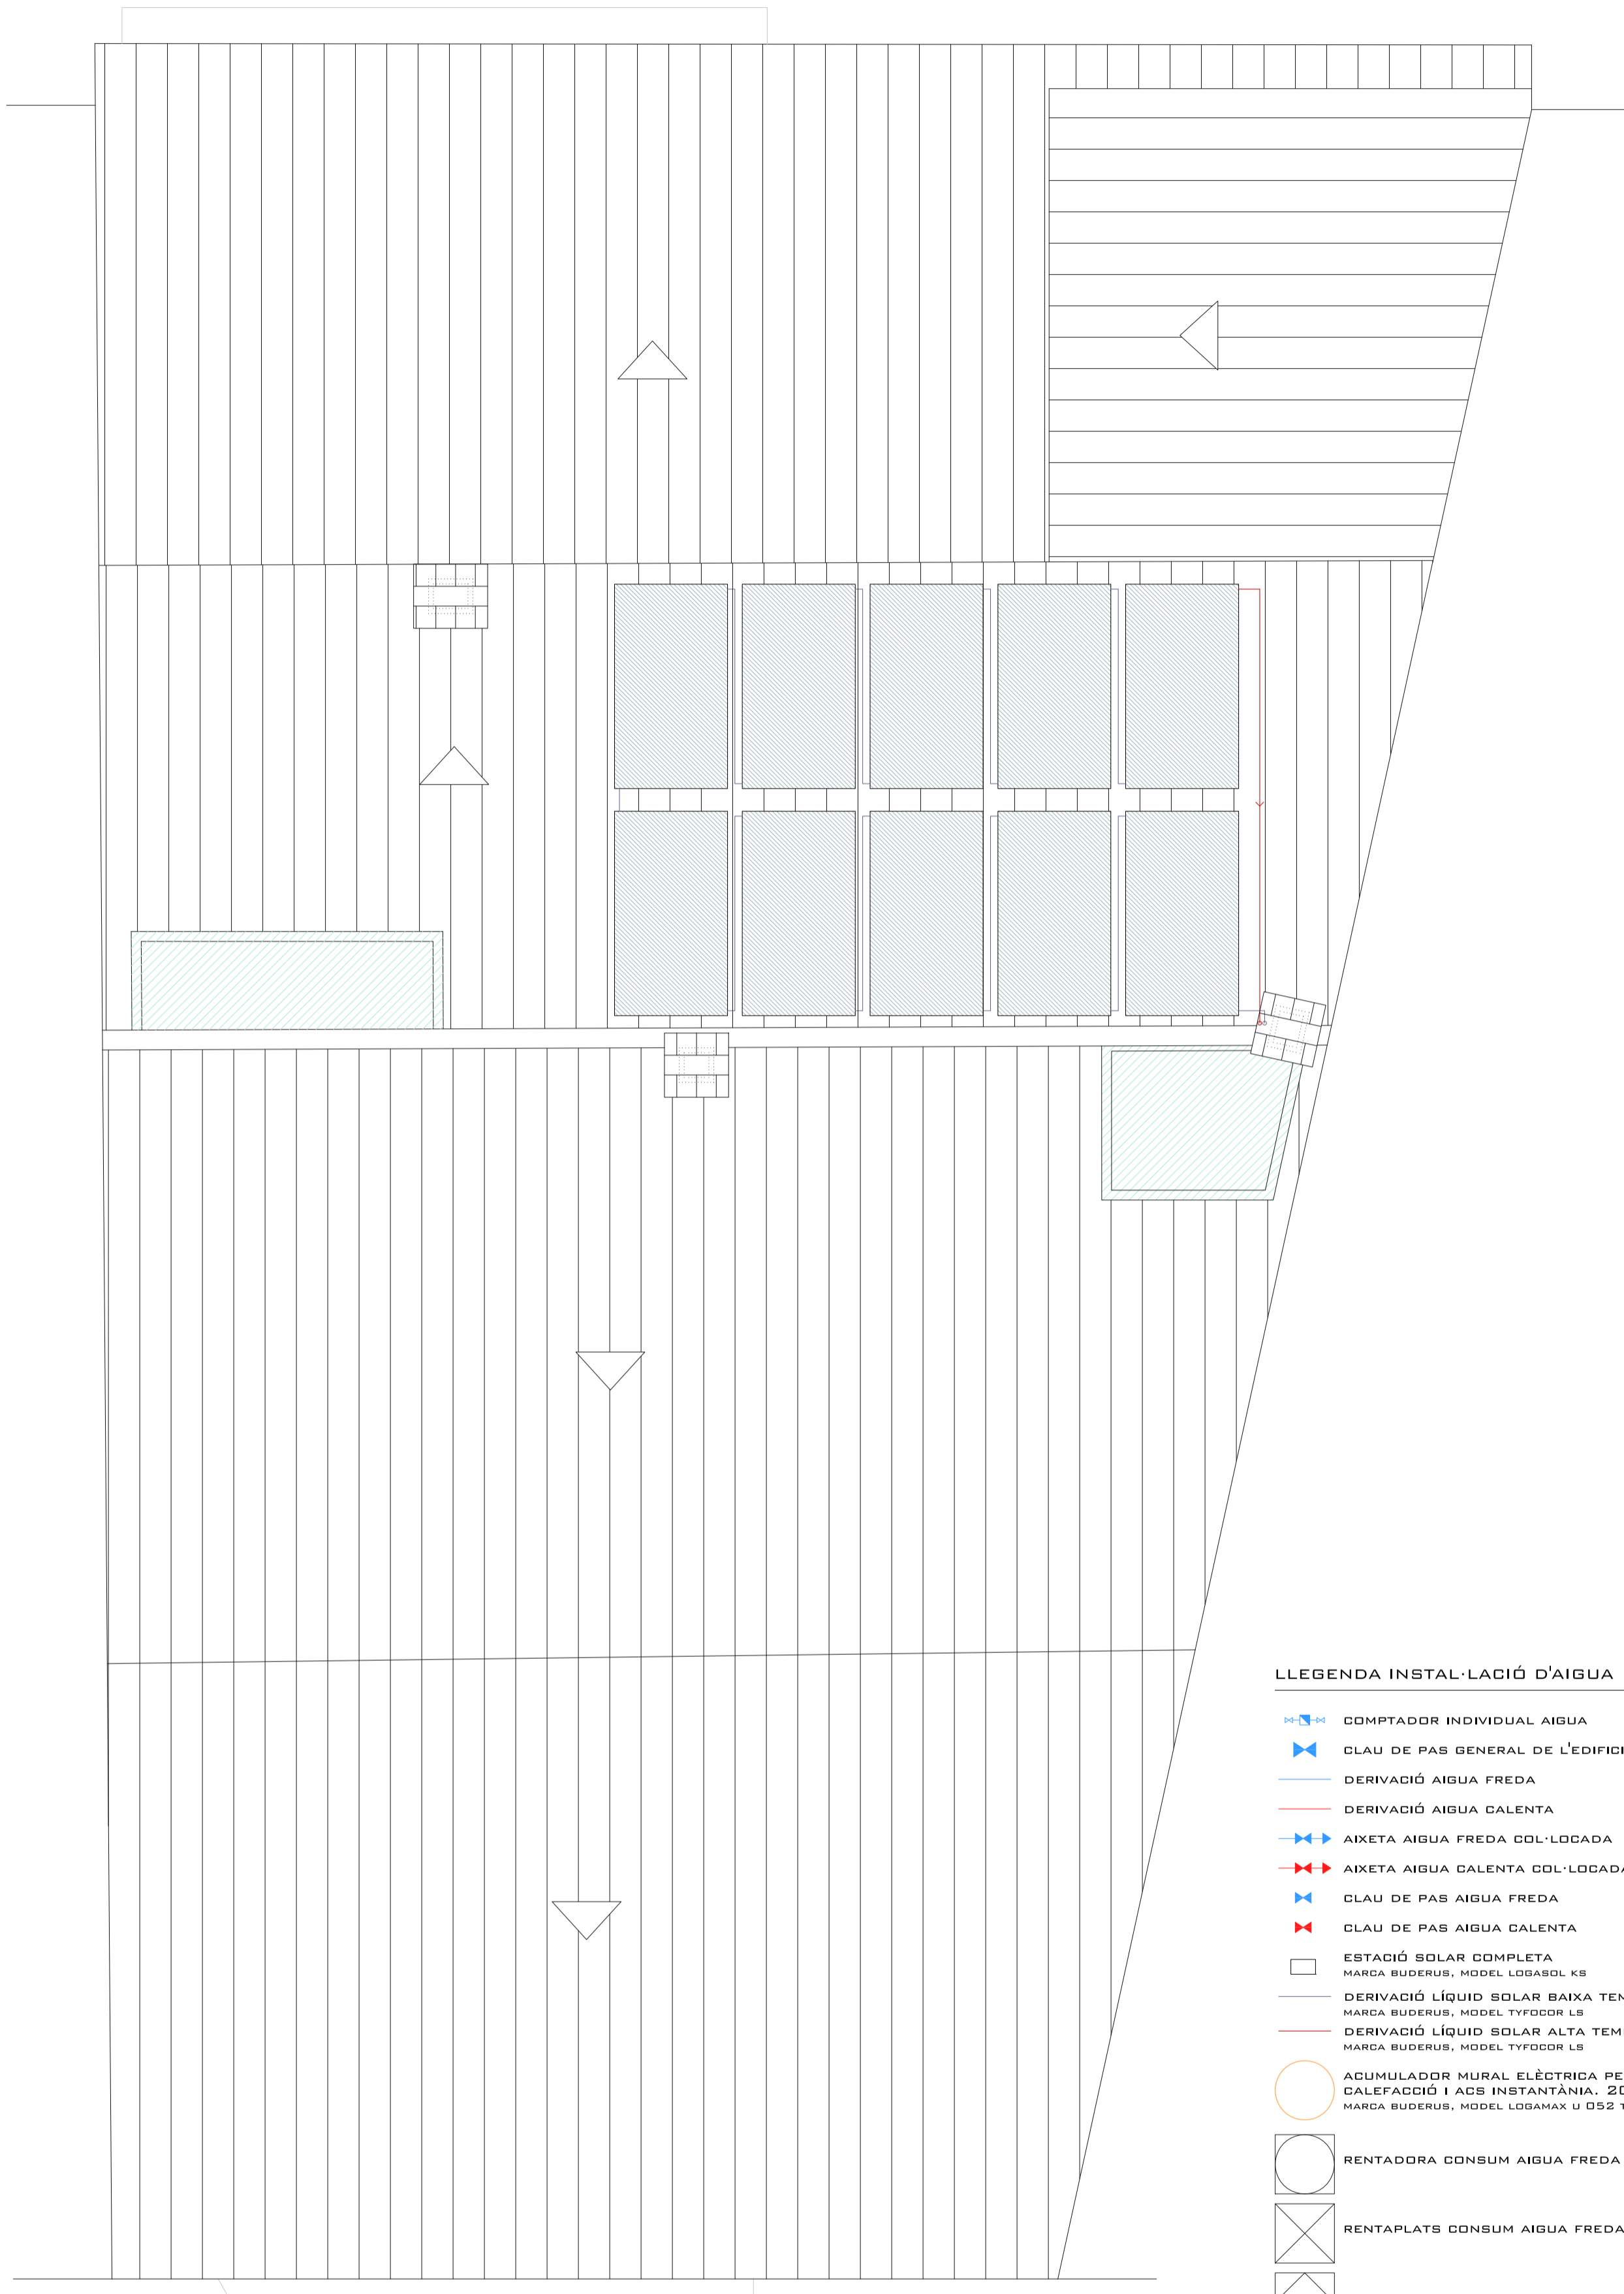 LLEGENDA INSTAL·LACIÓ D'AIGUA
COMPTADOR INDIVIDUAL AIGUA
CLAU DE PAS GENERAL DE L'EDIFICI
DERIVACIÓ AIGUA FREDA
DERIVACIÓ AIGUA CALENTA
AIXETA AIGUA FREDA COL·LOCADA
AIXETA AIGUA CALENTA COL·LOCADA
CLAU DE PAS AIGUA FREDA
CLAU DE PAS AIGUA CALENTA
ESTACIÓ SOLAR COMPLETA
MARCA BUDERUS, MODEL LOGASOL KS
DERIVACIÓ LÍQUID SOLAR BAIXA
MARCA BUDERUS, MODEL TYFOCOR LS
DERIVACIÓ LÍQUID SOLAR ALTA
MARCA BUDERUS, MODEL TYFOCOR LS
ACUMULADOR MURAL ELÈCTRICA
CALEFACCIÓ I ACS INSTANTÀNIA.
MARCA BUDERUS, MODEL LOGAMAX U 052
RENTADORA CONSUM AIGUA FREDA
RENTAPLATS CONSUM AIGUA FREDA